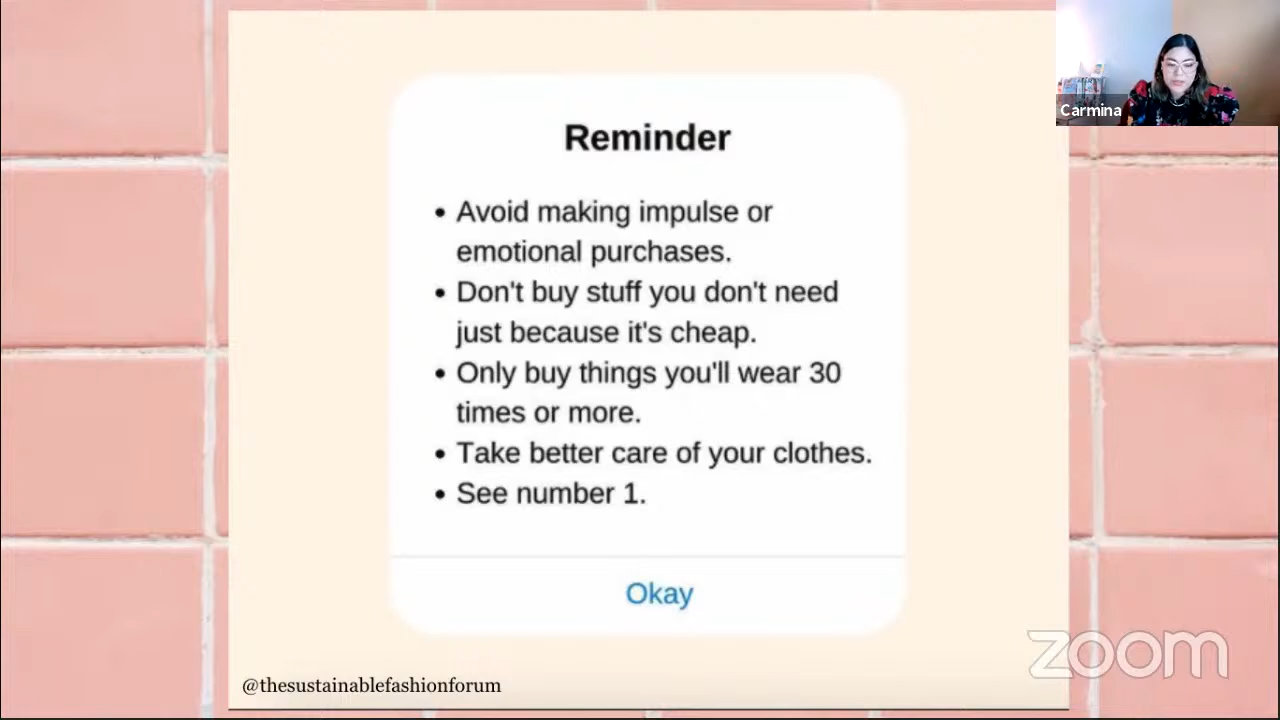 Carmina
Reminder
• Avoid making impulse or
emotional purchases.
• Don't buy stuff you don't need
just because it's cheap.
• Only buy things you'll wear 30
times or more.
• Take better care of your clothes.
• See number 1.
Okay
@thesustainablefashionforum
zoom